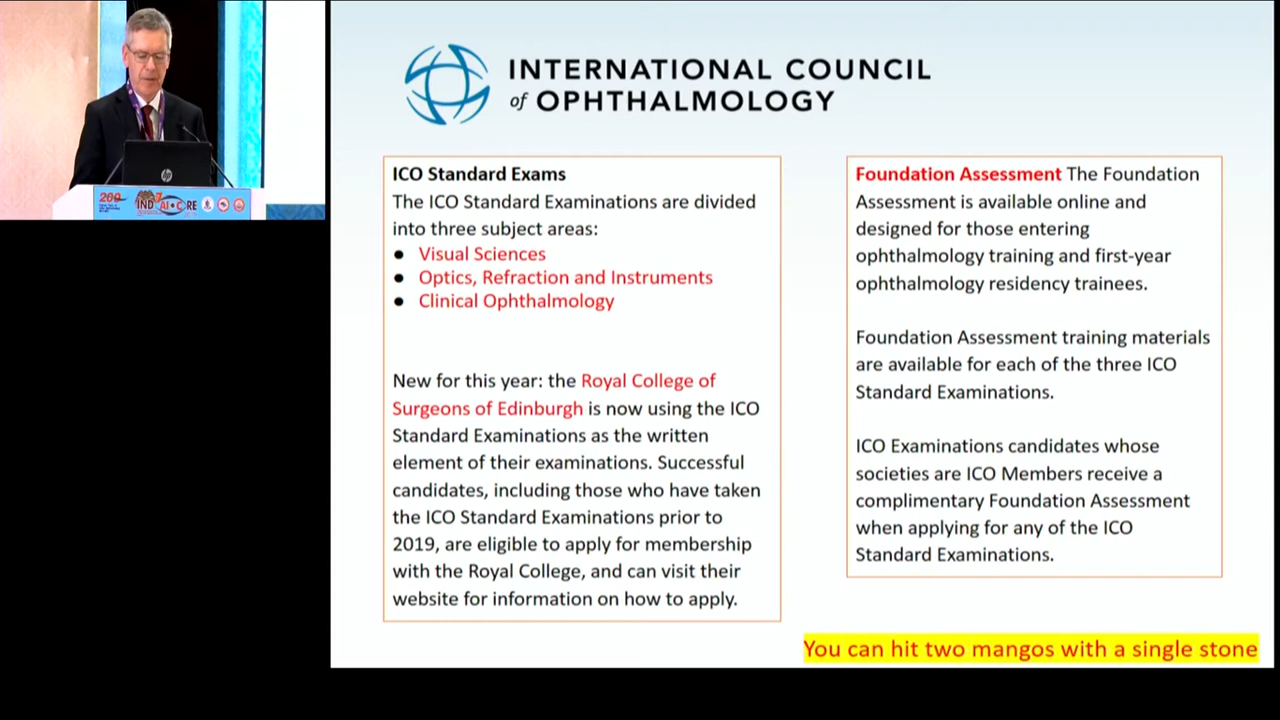 INTERNATIONAL COUNCIL
of OPHTHALMOLOGY
ICO Standard Exams
The ICO Standard Examinations are divided
into three subject areas:
● Visual Sciences
● Optics, Refraction and Instruments
● Clinical Ophthalmology
New for this year: the Royal College of
Surgeons of Edinburgh is now using the ICO
Standard Examinations as the written
element of their examinations. Successful
candidates, including those who have taken
the ICO Standard Examinations prior to
2019, are eligible to apply for membership
with the Royal College, and can visit their
website for information on how to apply.
Foundation Assessment The Foundation
Assessment is available online and
designed for those entering
ophthalmology training and first-year
ophthalmology residency trainees.
Foundation Assessment training materials
are available for each of the three ICO
Standard Examinations.
ICO Examinations candidates whose
societies are ICO Members receive a
complimentary Foundation Assessment
when applying for any of the ICO
Standard Examinations.
You can hit two mangos with a single stone
hp